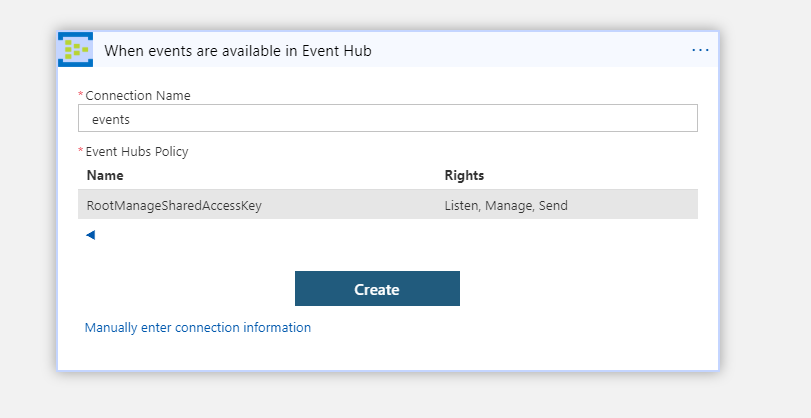 When events are available in Event Hub ...
* Connection Name
events
* Event Hubs Policy
Name Rights
RootManageSharedAccessKey Listen, Manage, Send
Create
Manually enter connection information